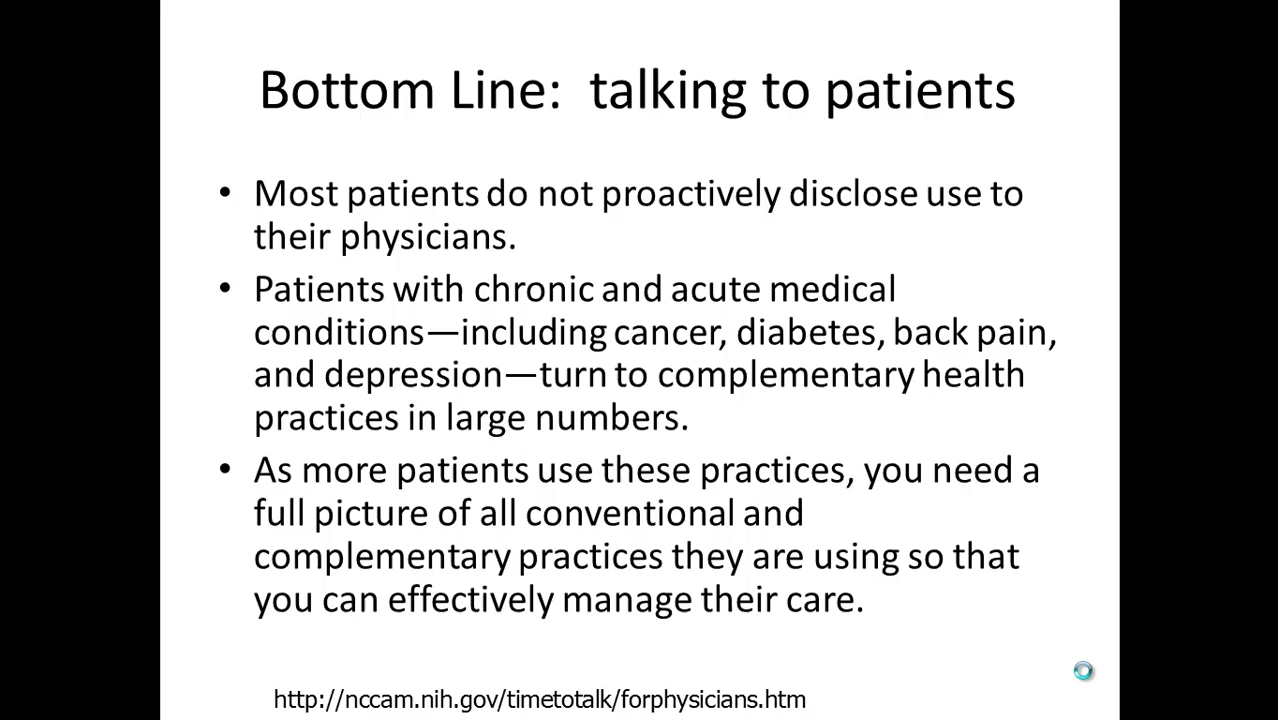 Bottom Line:  talking to patients
• Most patients do not proactively disclose use to
their physicians.
• Patients with chronic and acute medical
conditions—including cancer, diabetes, back pain,
and depression—turn to complementary health
practices in large numbers.
• As more patients use these practices, you need a
full picture of all conventional and
complementary practices they are using so that
you can effectively manage their care.
http://nccam.nih.gov/timetotalk/forphysicians.htm